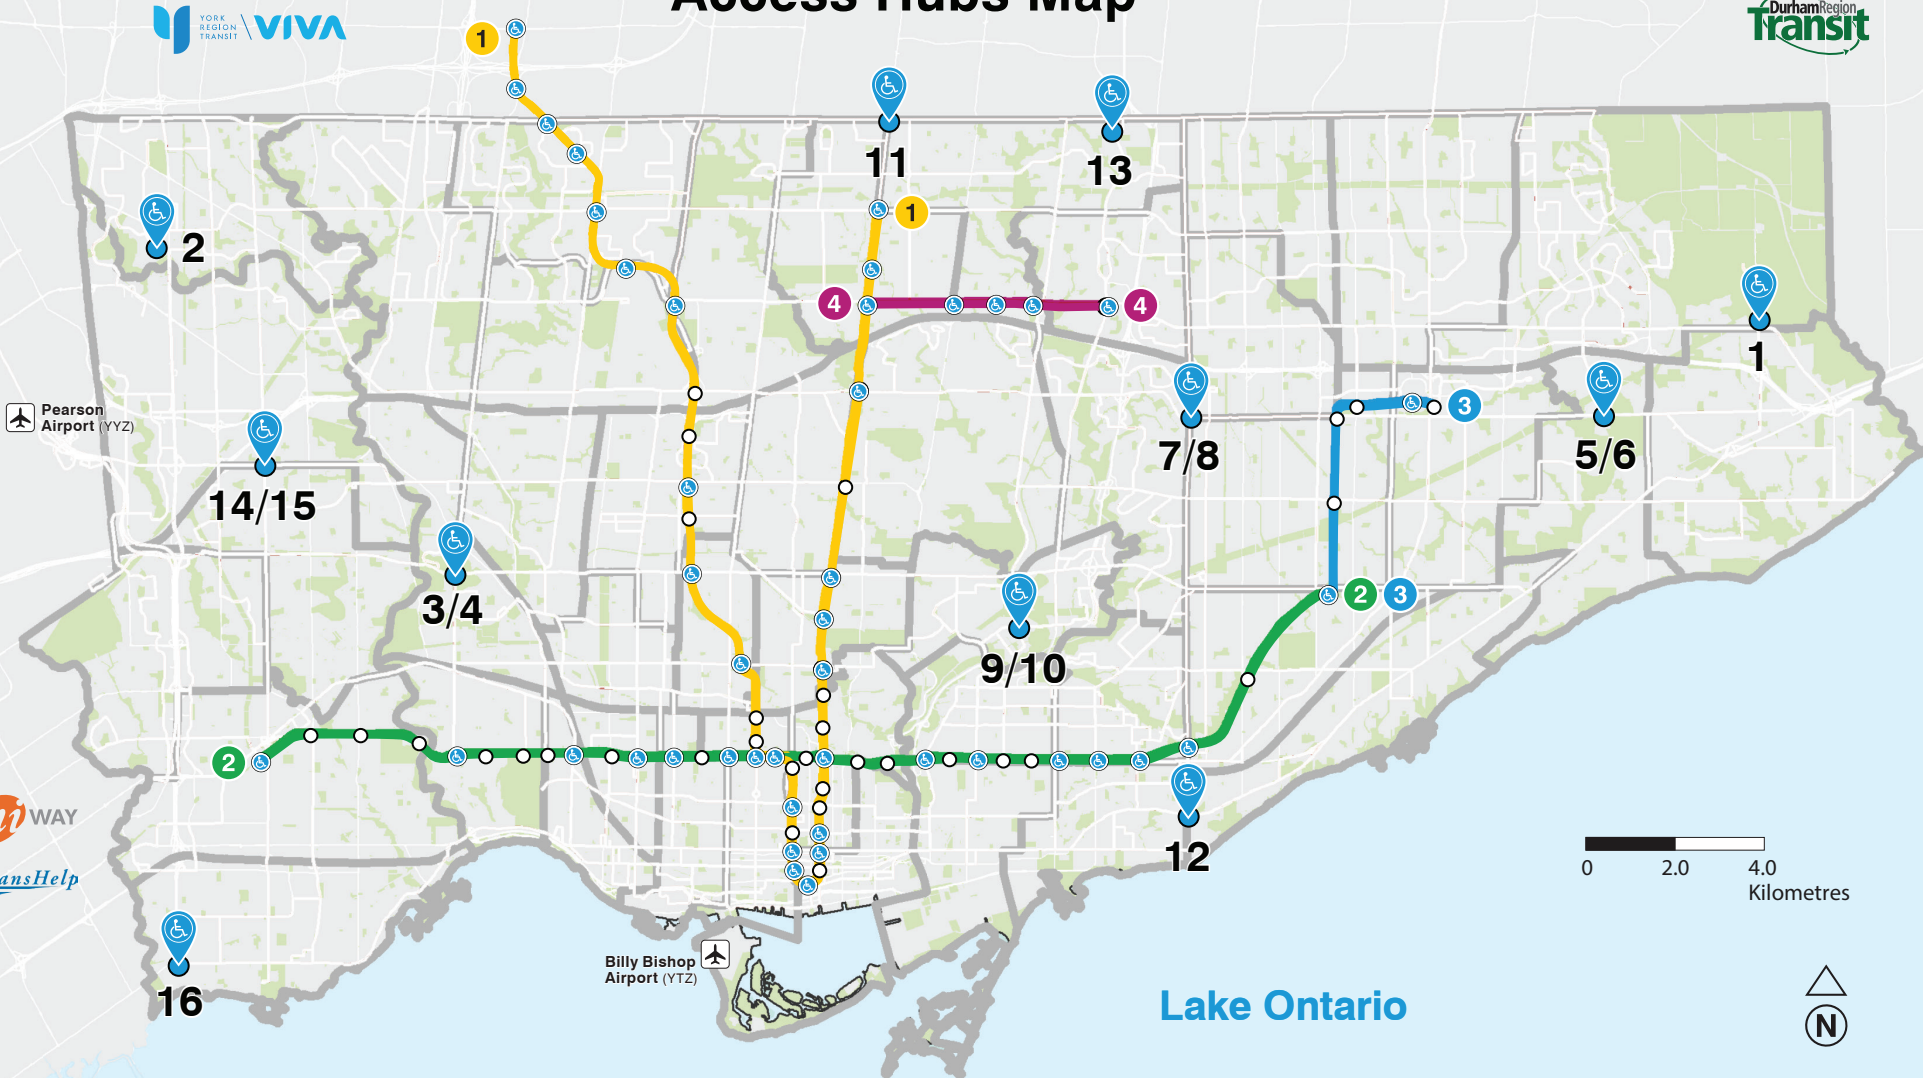 Access Hubs Map
YORK
REGION
TRANSIT
VIVA
DurhamRegion
Transit
1
11
13
1
2
4
4
1
Pearson
Airport (YYZ)
7/8
3
5/6
14/15
3/4
2
3
9/10
2
WAY
12
0
2.0
4.0
Kilometres
ansHelp
Billy Bishop
Airport (YTZ)
16
Lake Ontario
N